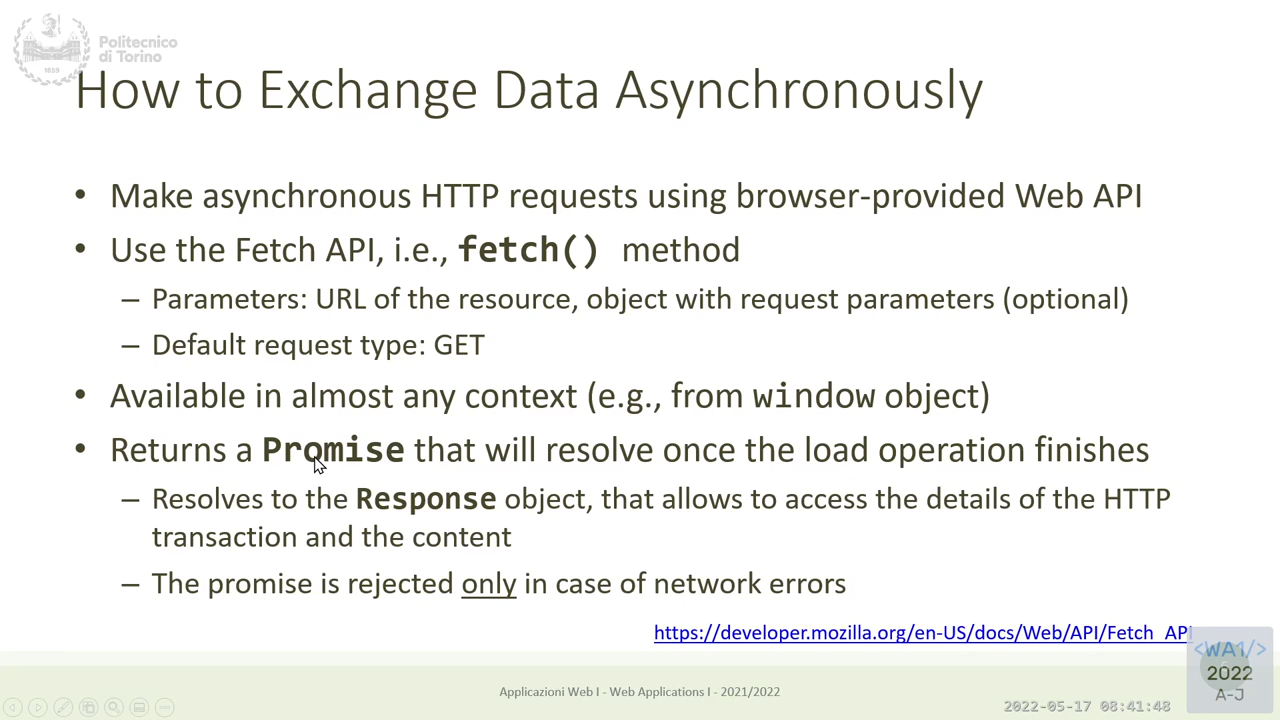 Politecnico
di Torino
1859
How to Exchange Data Asynchronously
• Make asynchronous HTTP requests using browser-provided Web API
• Use the Fetch API, i.e., fetch() method
– Parameters: URL of the resource, object with request parameters (optional)
– Default request type: GET
• Available in almost any context (e.g., from window object)
• Returns a Promise that will resolve once the load operation finishes
– Resolves to the Response object, that allows to access the details of the HTTP
transaction and the content
– The promise is rejected only in case of network errors
https://developer.mozilla.org/en-US/docs/Web/API/Fetch_API
Applicazioni Web I - Web Applications I - 2021/2022
2022-05-17 08:41:48
<WA1/>
2022
A-J